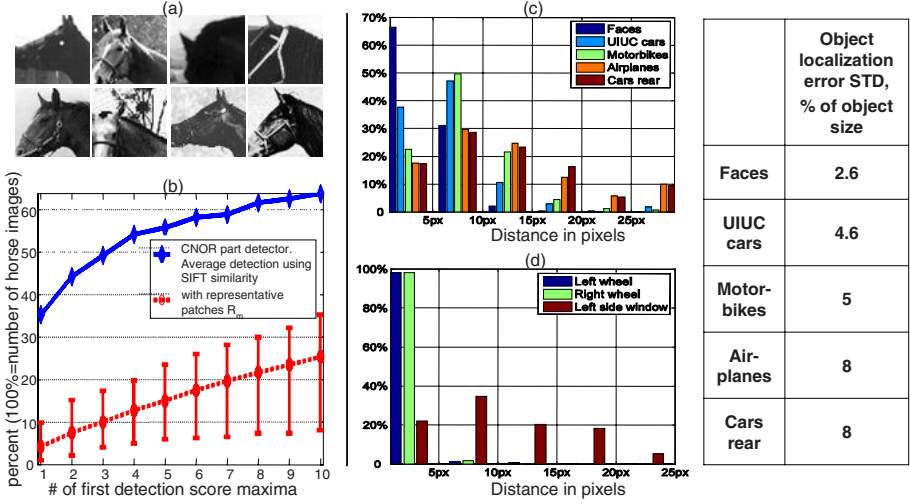 (a)
(b)
percent (100%=number of horse images)
60
50
40
30
20
10
0
CNOR part detector.
Average detection using
SIFT similarity
with representative
patches R_m
1 2 3 4 5 6 7 8 9 10
# of first detection score maxima
(c)
70%
60%
50%
40%
30%
20%
10%
0
Faces
UIUC cars
Motorbikes
Airplanes
Cars rear
5px 10px 15px 20px 25px
Distance in pixels
(d)
100%
80%
60%
40%
20%
0
Left wheel
Right wheel
Left side window
5px 10px 15px 20px 25px
Distance in pixels
Object
localization
error STD,
% of object
size
Faces 2.6
UIUC
cars 4.6
Motor-
bikes 5
Air-
planes 8
Cars
rear 8